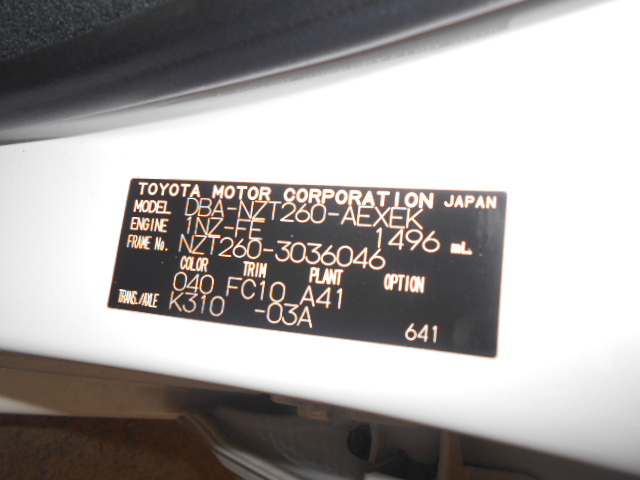 TOYOTA MOTOR CORPORATION JAPAN
MODEL DBA-NZT260-AEXEK
ENGINE 1NZ-FE 1496 mL
FRAME No. NZT260-3036046
COLOR TRIM PLANT OPTION
040 FC10 A41
TRANS./AXLE K310 -03A
641